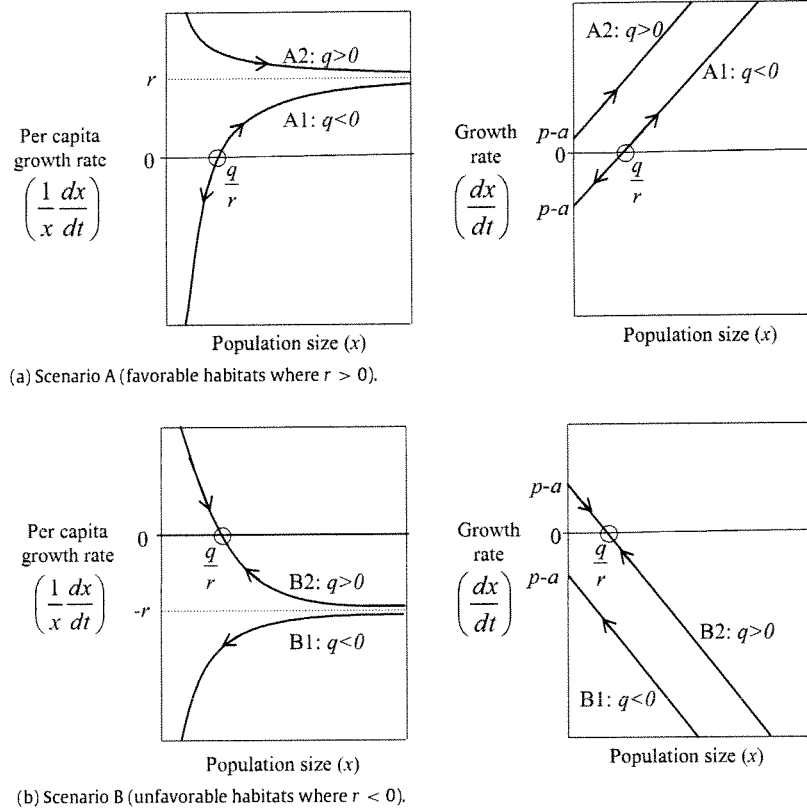 A2: q>0
r
A1: q<0
Per capita
growth rate
0
q
r
(1/x dx/dt)
Population size (x)
A2: q>0
A1: q<0
Growth
rate
p-a
0
q
r
p-a
(dx/dt)
Population size (x)
(a) Scenario A (favorable habitats where r > 0).
Per capita
growth rate
0
q
r
B2: q>0
(1/x dx/dt)
-r
B1: q<0
Population size (x)
p-a
Growth
rate
0
q
r
p-a
(dx/dt)
B2: q>0
B1: q<0
Population size (x)
(b) Scenario B (unfavorable habitats where r < 0).